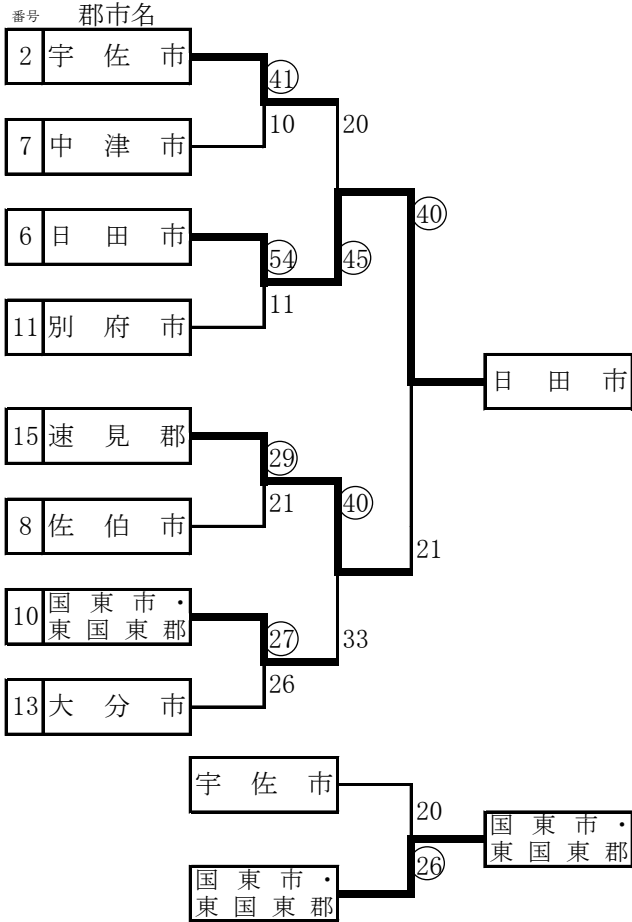 番号 郡市名
2 宇佐市
41
10
20
7 中津市
40
6 日田市
54
45
11
11 別府市
日田市
15 速見郡
29
21
40
8 佐伯市
21
10 国東市・
東国東郡
27
33
26
13 大分市
宇佐市
20
国東市・
東国東郡
26
国東市・
東国東郡